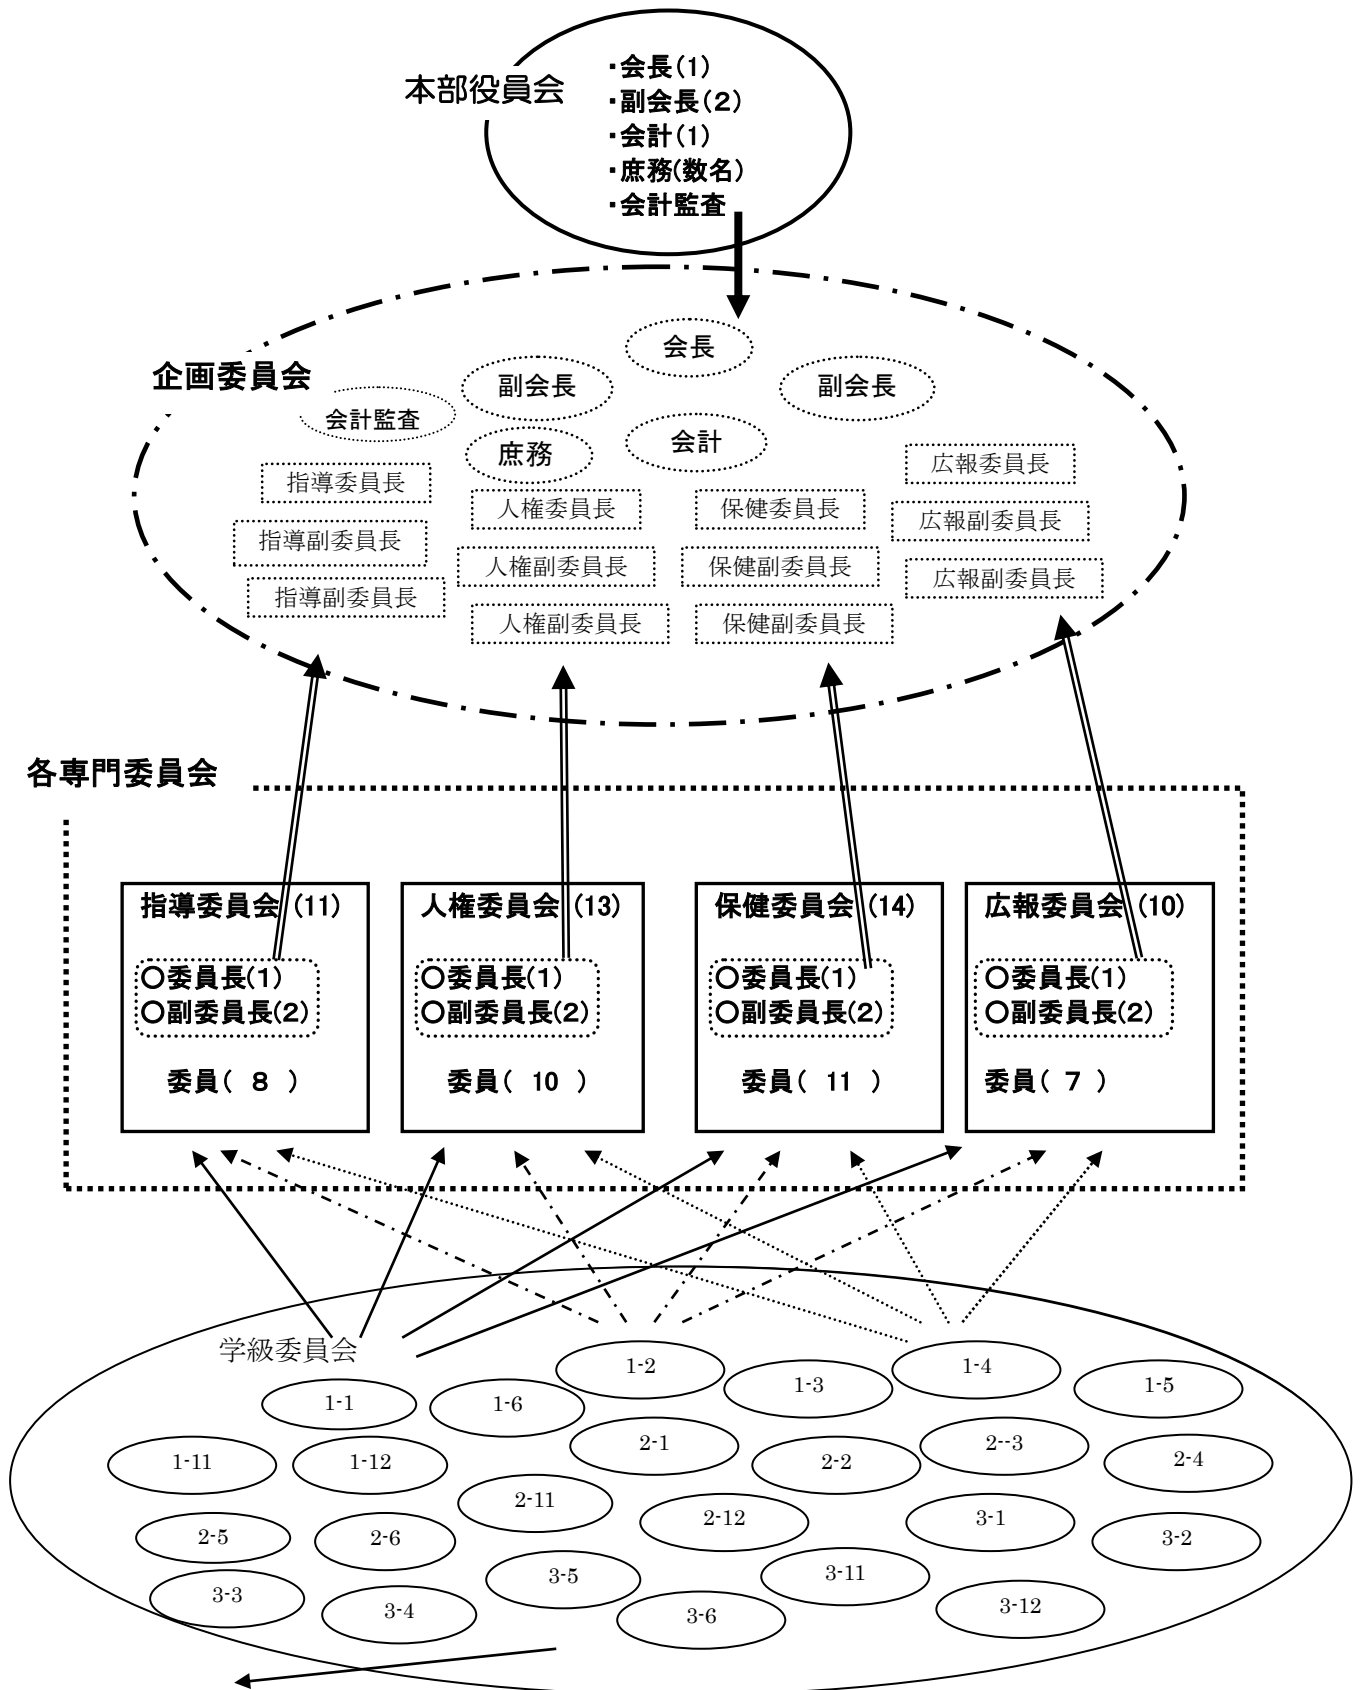 本部役員会
・会長(1)
・副会長(2)
・会計(1)
・庶務(数名)
・会計監査
企画委員会
会長
副会長
副会長
会計監査
庶務
会計
指導委員長
指導副委員長
指導副委員長
人権委員長
人権副委員長
人権副委員長
保健委員長
保健副委員長
保健副委員長
広報委員長
広報副委員長
広報副委員長
各専門委員会
指導委員会(11)
○委員長(1)
○副委員長(2)
委員( 8 )
人権委員会(13)
○委員長(1)
○副委員長(2)
委員( 10 )
保健委員会(14)
○委員長(1)
○副委員長(2)
委員( 11 )
広報委員会(10)
○委員長(1)
○副委員長(2)
委員( 7 )
学級委員会
1-2
1-4
1-3
1-5
1-1
1-6
2-1
2--3
2-2
2-4
1-11
1-12
2-11
2-12
3-1
2-5
2-6
3-2
3-5
3-11
3-3
3-4
3-6
3-12